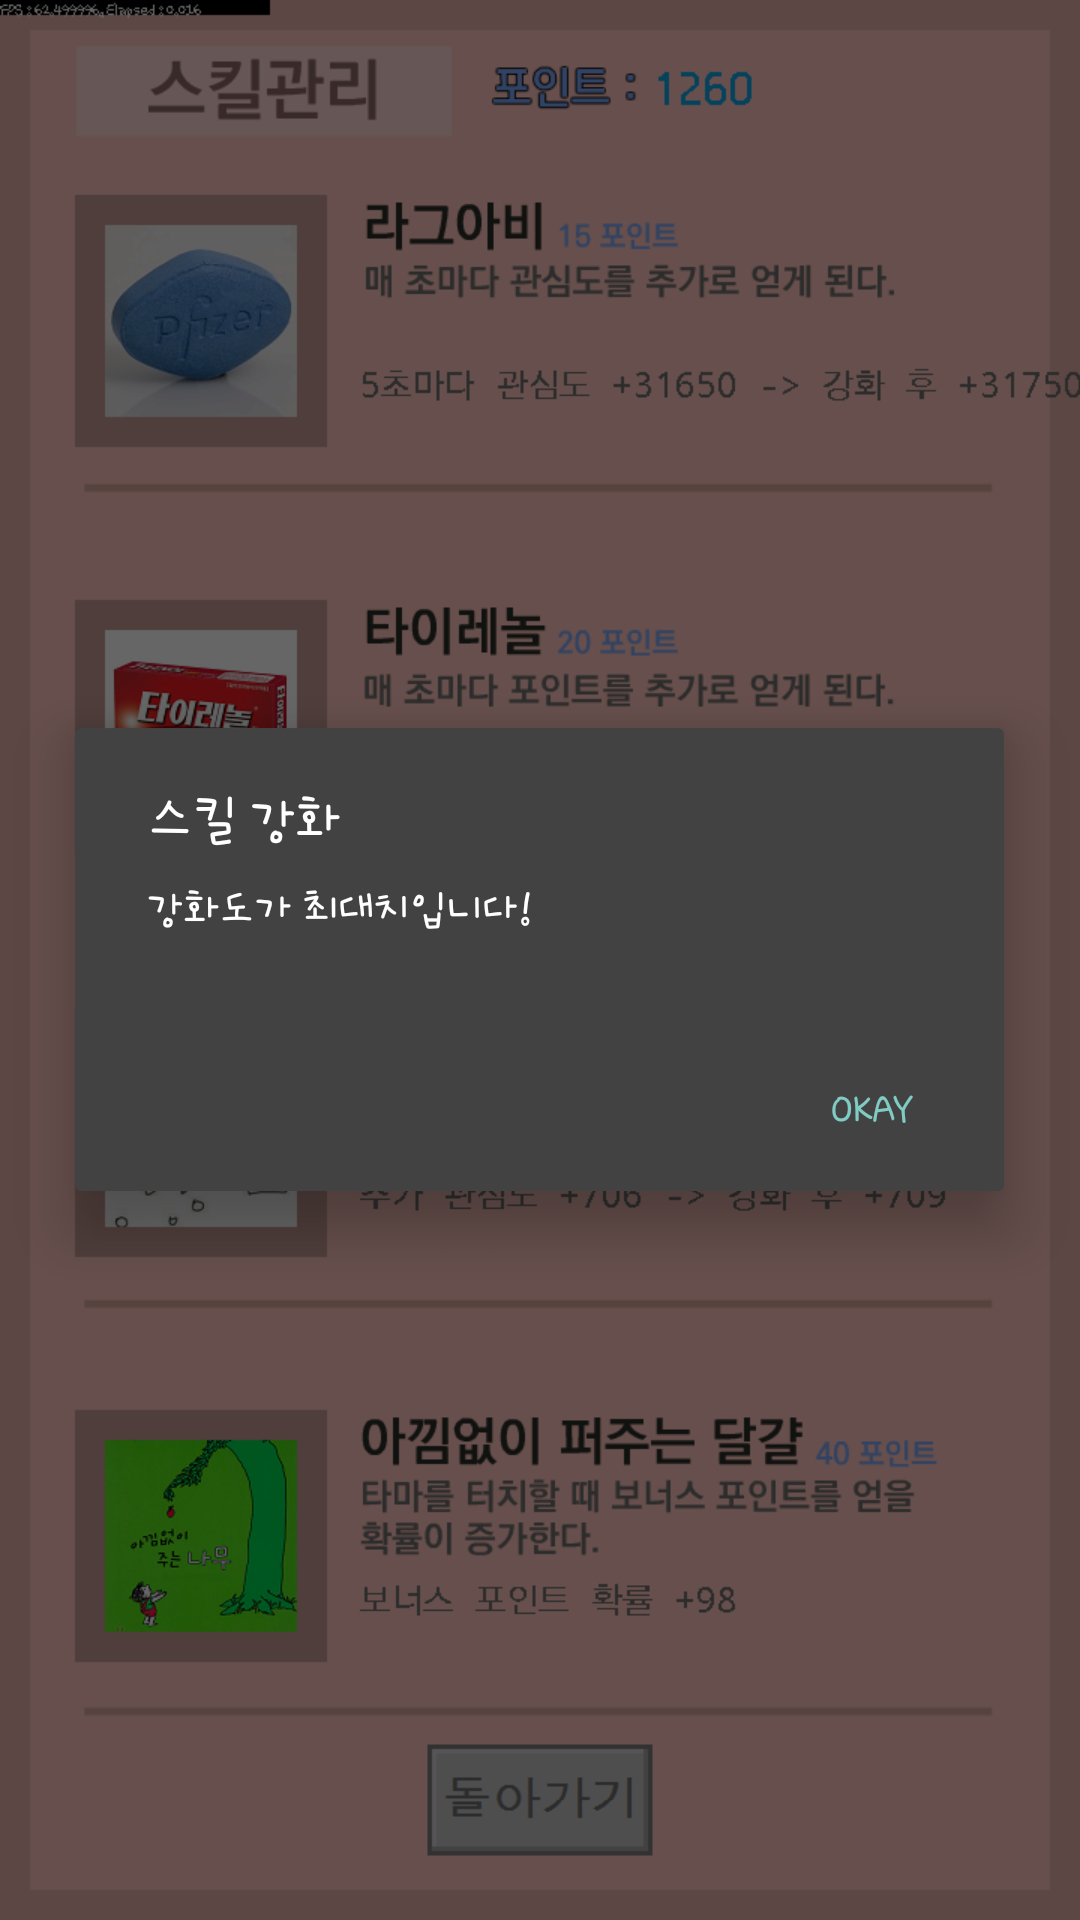 FPS : 62.499996, Elapsed : 0.016
스킬관리
포인트 : 1260
라그아비 15 포인트
매 초마다 관심도를 추가로 얻게 된다.
Pfizer
5초마다 관심도 +31650 -> 강화 후 +31750
타이레놀 20 포인트
매 초마다 포인트를 추가로 얻게 된다.
타이레놀
스킬 강화
강화도가 최대치입니다!
OKAY
추가 관심도 +706 -> 강화 후 +709
아낌없이 퍼주는 달걀 40 포인트
타마를 터치할 때 보너스 포인트를 얻을
확률이 증가한다.
아낌없이
주는 나무
보너스 포인트 확률 +98
돌아가기